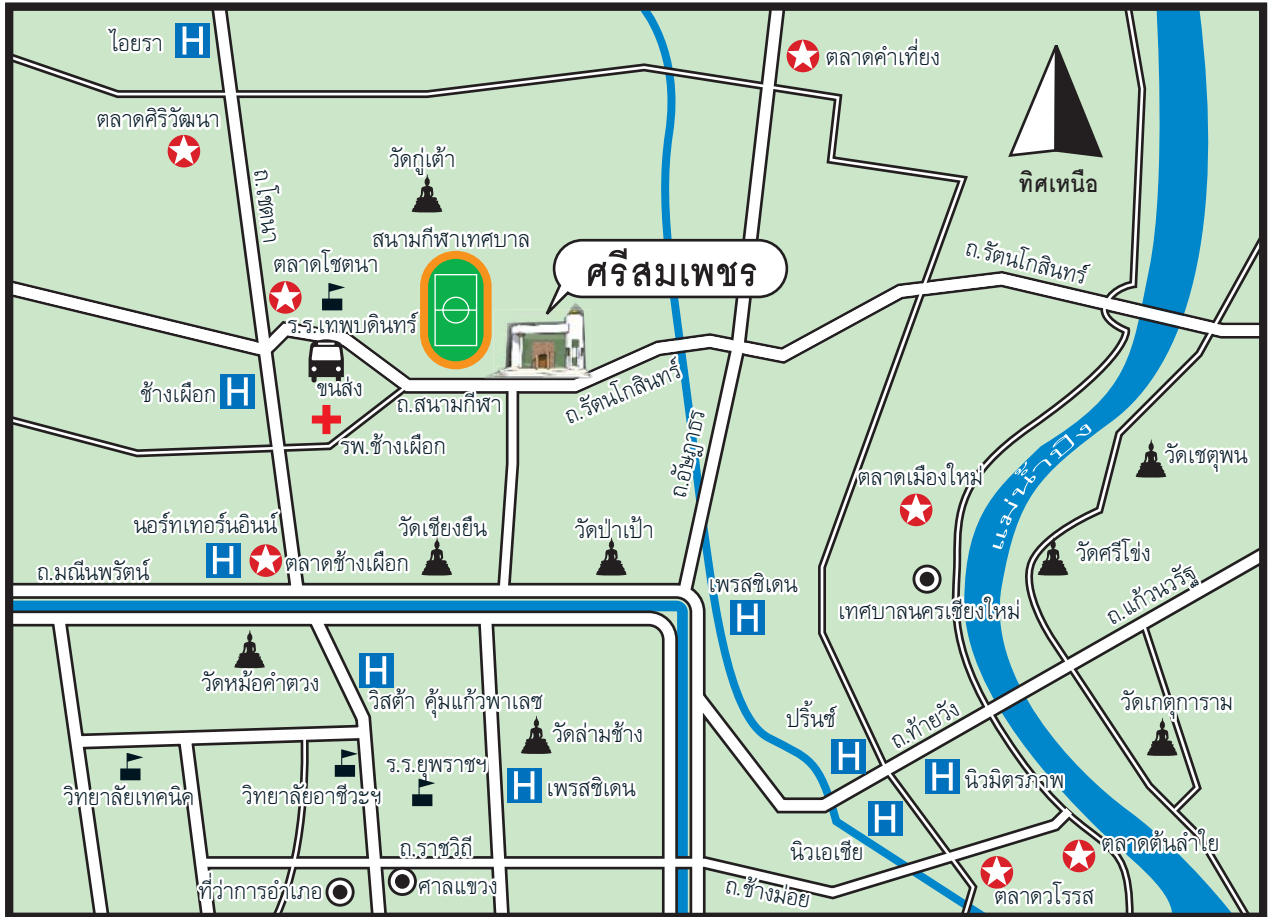 ไอยรา
H
ตลาดคำเที่ยง
ตลาดศิริวัฒนา
วัดกู่เต้า
ทิศเหนือ
ถ.โชตนา
สนามกีฬาเทศบาล
ตลาดโชตนา
ศรีสมเพชร
ถ.รัตนโกสินทร์
ร.ร.เทพบดินทร์
ช้างเผือก
H
ขนส่ง
ถ.สนามกีฬา
ถ.รัตนโกสินทร์
รพ.ช้างเผือก
ถ.อัษฎาธร
แม่น้ำปิง
วัดเชตุพน
ตลาดเมืองใหม่
นอร์ทเทอร์นอินน์
H
ตลาดช้างเผือก
วัดเชียงยืน
วัดป่าเป้า
วัดศรีโขง
ถ.มณีนพรัตน์
เพรสซิเดน
H
เทศบาลนครเชียงใหม่
ถ.แก้วนวรัฐ
วัดหม้อคำตวง
H
วิสต้า คุ้มแก้วพาเลซ
วัดล่ามช้าง
ปริ้นซ์
H
ถ.ท้ายวัง
วัดเกตุการาม
วิทยาลัยเทคนิค
วิทยาลัยอาชีวะฯ
ร.ร.ยุพราชฯ
H
เพรสซิเดน
H
นิวมิตรภาพ
H
นิวเอเชีย
ตลาดต้นลำใย
ถ.ราชวิถี
ที่ว่าการอำเภอ
ศาลแขวง
ถ.ช้างม่อย
ตลาดวโรรส